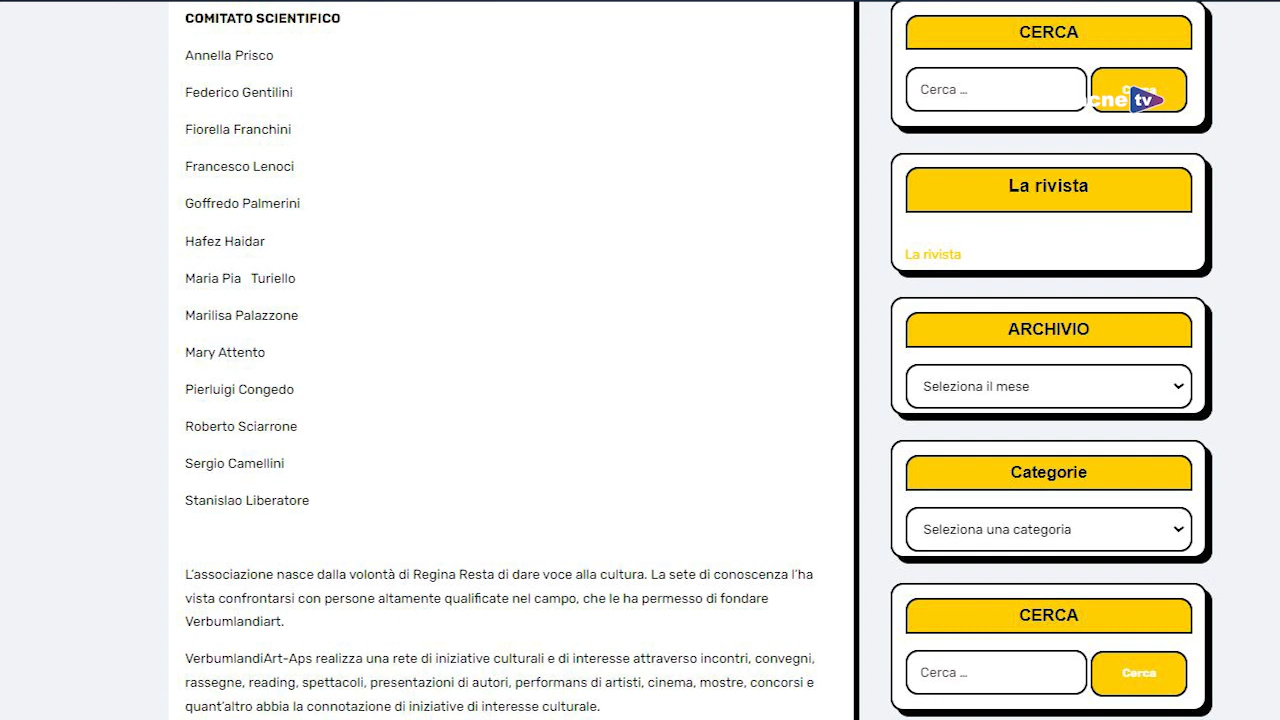 COMITATO SCIENTIFICO
Annella Prisco
Federico Gentilini
Fiorella Franchini
Francesco Lenoci
Goffredo Palmerini
Hafez Haidar
Maria Pia   Turiello
Marilisa Palazzone
Mary Attento
Pierluigi Congedo
Roberto Sciarrone
Sergio Camellini
Stanislao Liberatore
L'associazione nasce dalla volontà di Regina Resta di dare voce alla cultura. La sete di conoscenza l'ha
vista confrontarsi con persone altamente qualificate nel campo, che le ha permesso di fondare
Verbumlandiart.
VerbumlandiArt-Aps realizza una rete di iniziative culturali e di interesse attraverso incontri, convegni,
rassegne, reading, spettacoli, presentazioni di autori, performans di artisti, cinema, mostre, concorsi e
quant'altro abbia la connotazione di iniziative di interesse culturale.
CERCA
Cerca …
cne tv
La rivista
La rivista
ARCHIVIO
Seleziona il mese
Categorie
Seleziona una categoria
CERCA
Cerca …
Cerca